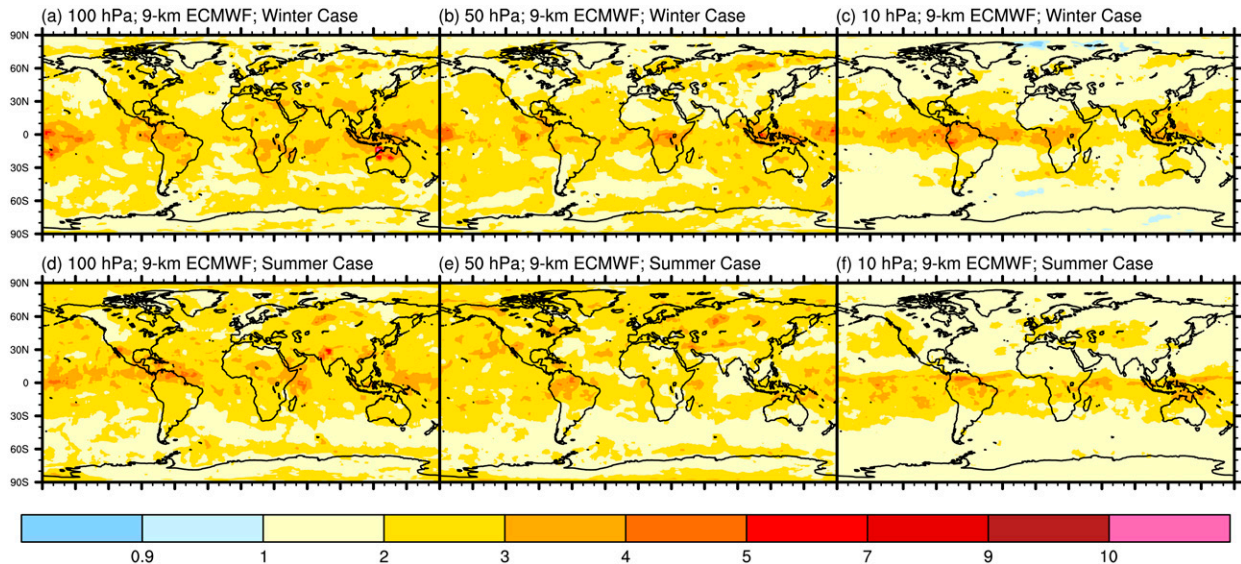 (a) 100 hPa; 9-km ECMWF; Winter Case
(b) 50 hPa; 9-km ECMWF; Winter Case
(c) 10 hPa; 9-km ECMWF; Winter Case
90N
60N
30N
0
30S
60S
90S
(d) 100 hPa; 9-km ECMWF; Summer Case
(e) 50 hPa; 9-km ECMWF; Summer Case
(f) 10 hPa; 9-km ECMWF; Summer Case
90N
60N
30N
0
30S
60S
90S
0.9 1 2 3 4 5 7 9 10